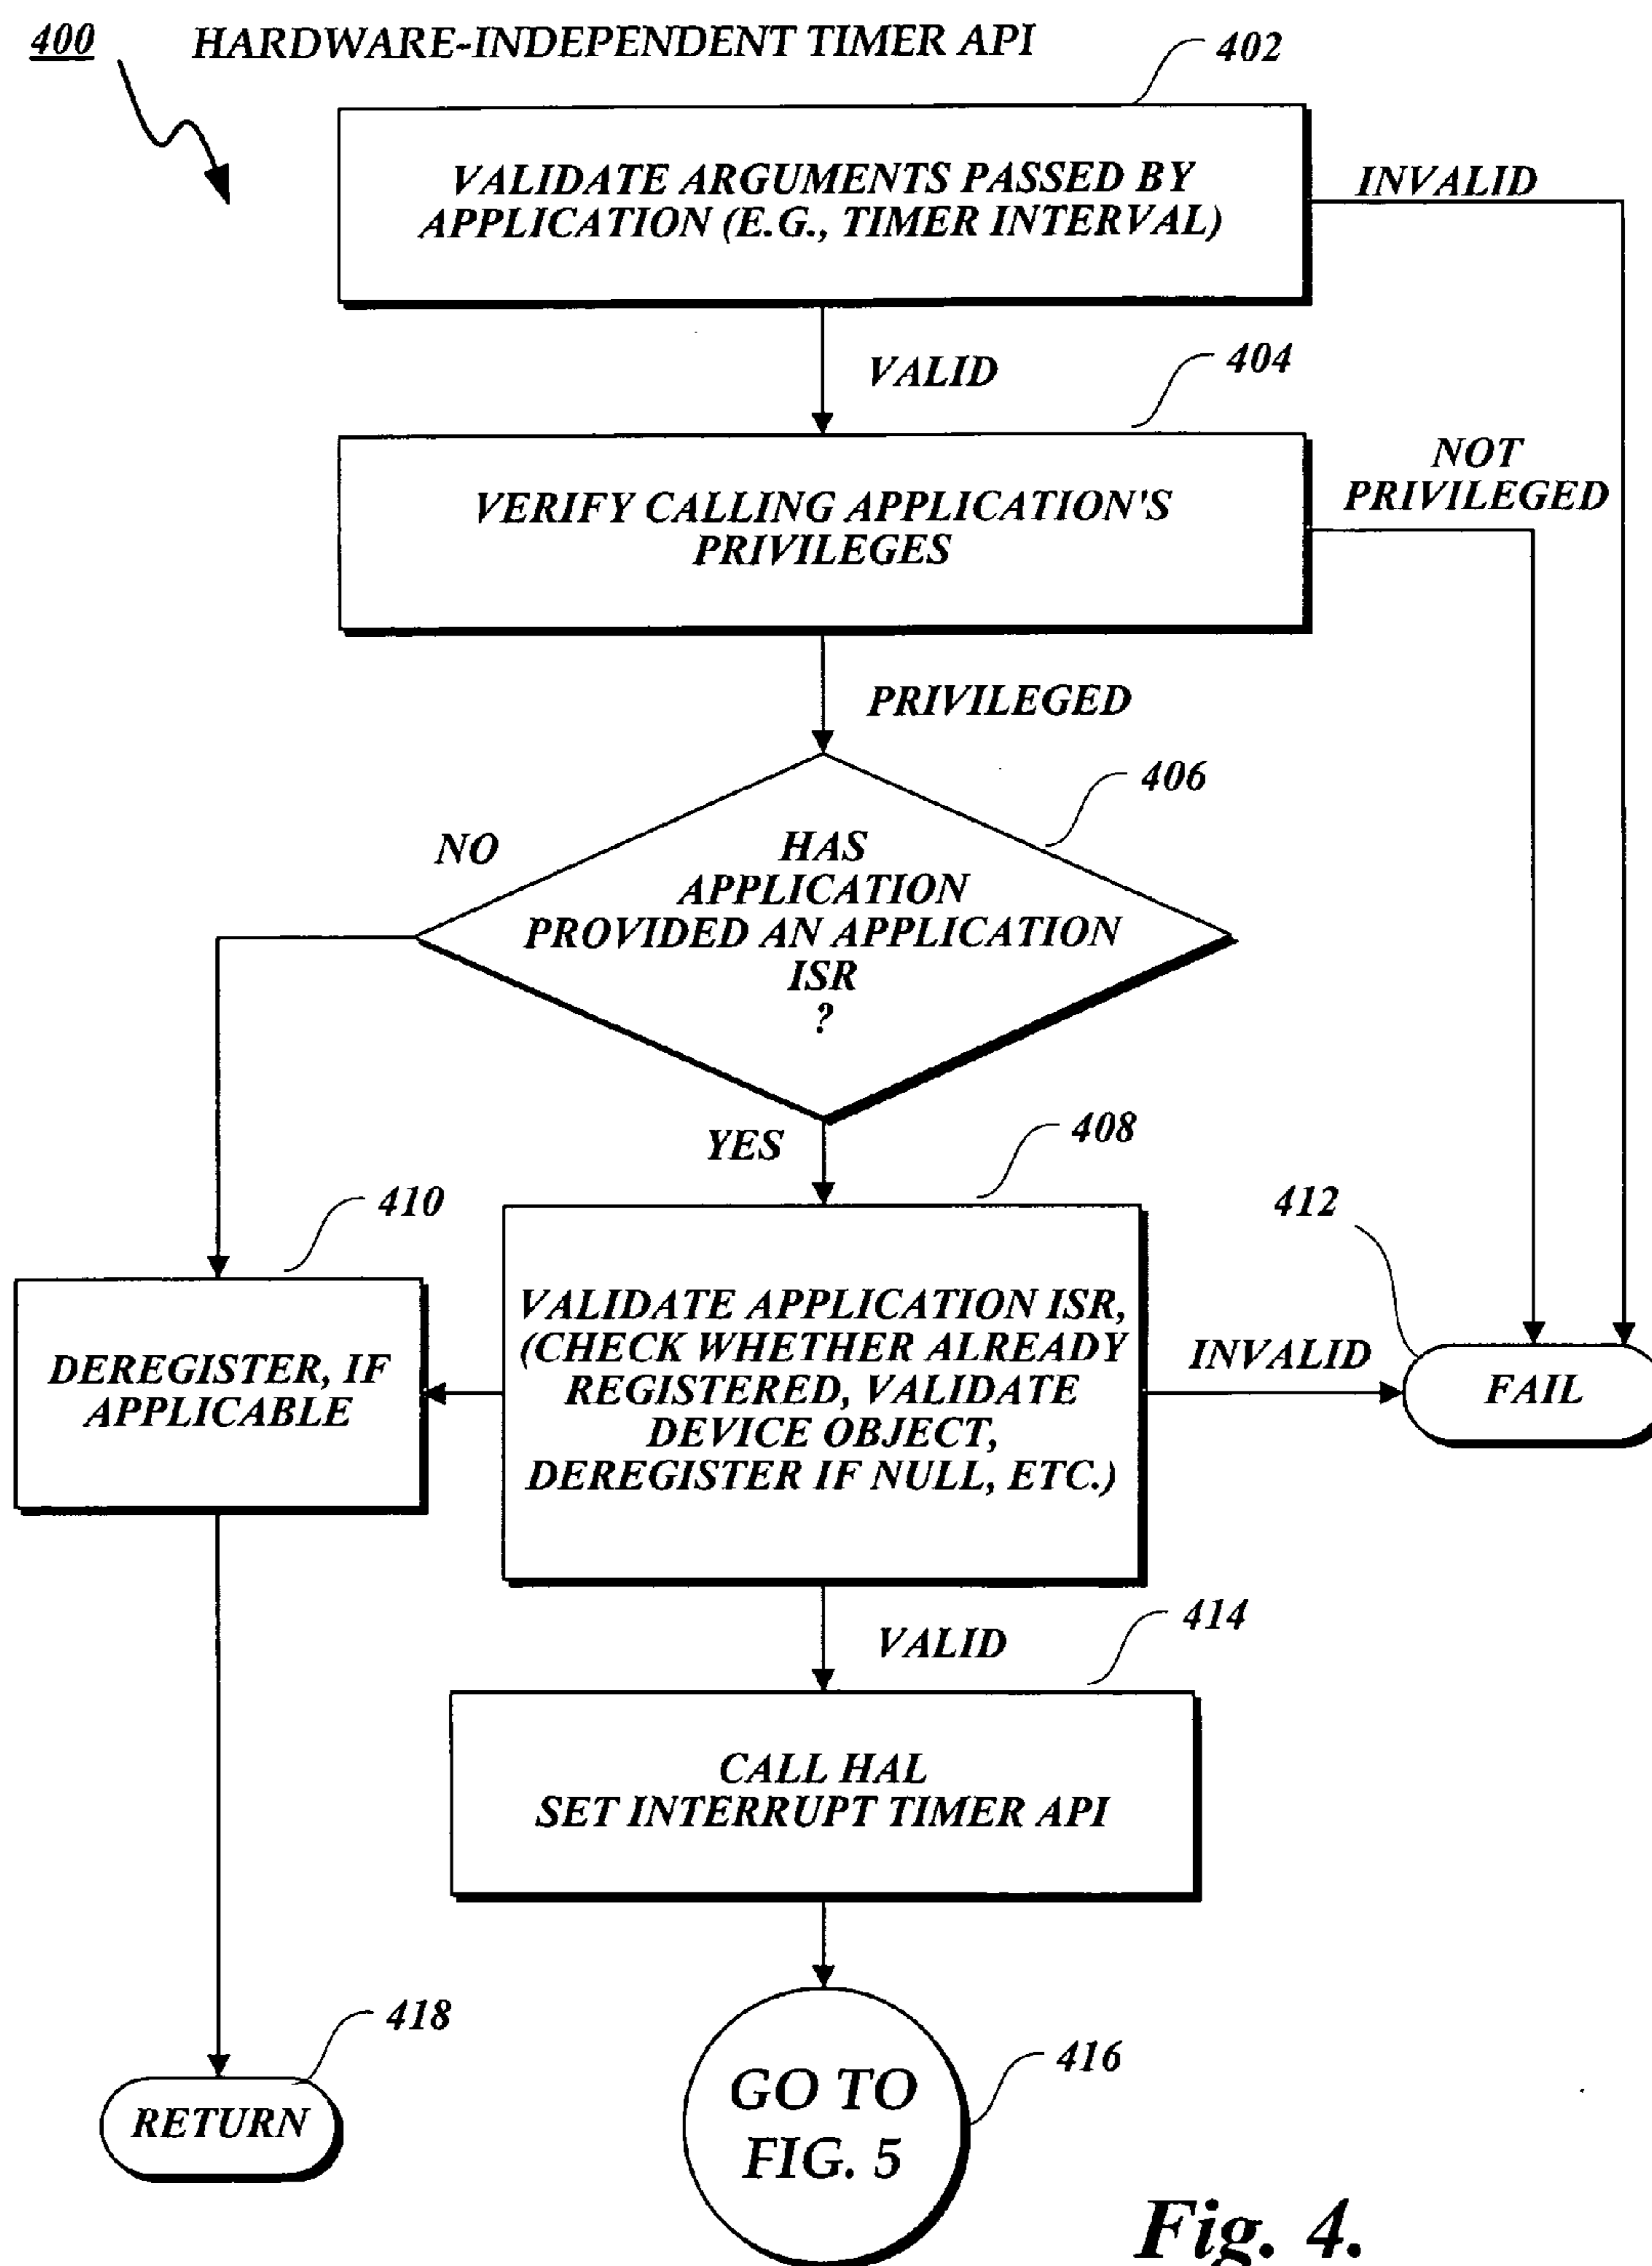 400
HARDWARE-INDEPENDENT TIMER API
402
VALIDATE ARGUMENTS PASSED BY
APPLICATION (E.G., TIMER INTERVAL)
INVALID
VALID
404
VERIFY CALLING APPLICATION'S
PRIVILEGES
NOT
PRIVILEGED
PRIVILEGED
406
NO
HAS
APPLICATION
PROVIDED AN APPLICATION
ISR
?
YES
408
410
412
DEREGISTER, IF
APPLICABLE
VALIDATE APPLICATION ISR,
(CHECK WHETHER ALREADY
REGISTERED, VALIDATE
DEVICE OBJECT,
DEREGISTER IF NULL, ETC.)
INVALID
FAIL
VALID
414
CALL HAL
SET INTERRUPT TIMER API
418
RETURN
416
GO TO
FIG. 5
Fig. 4.